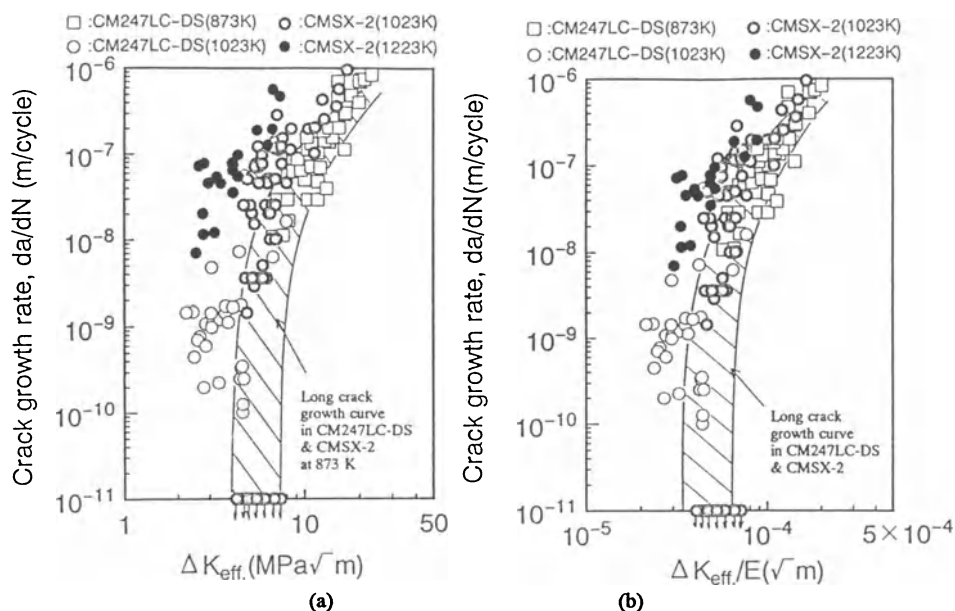 □:CM247LC-DS(873K) ○:CMSX-2(1023K)
○:CM247LC-DS(1023K) ●:CMSX-2(1223K)
Crack growth rate, da/dN (m/cycle)
10⁻⁶
10⁻⁷
10⁻⁸
10⁻⁹
10⁻¹⁰
10⁻¹¹
Long crack
growth curve
in CM247LC-DS
& CMSX-2
at 873 K
1 10 50
Δ Keff.(MPa√m)
(a)
□:CM247LC-DS(873K) ○:CMSX-2(1023K)
○:CM247LC-DS(1023K) ●:CMSX-2(1223K)
Crack growth rate, da/dN(m/cycle)
10⁻⁶
10⁻⁷
10⁻⁸
10⁻⁹
10⁻¹⁰
10⁻¹¹
Long crack
growth curve
in CM247LC-DS
& CMSX-2
10⁻⁵ 10⁻⁴ 5×10⁻⁴
Δ Keff./E(√m)
(b)